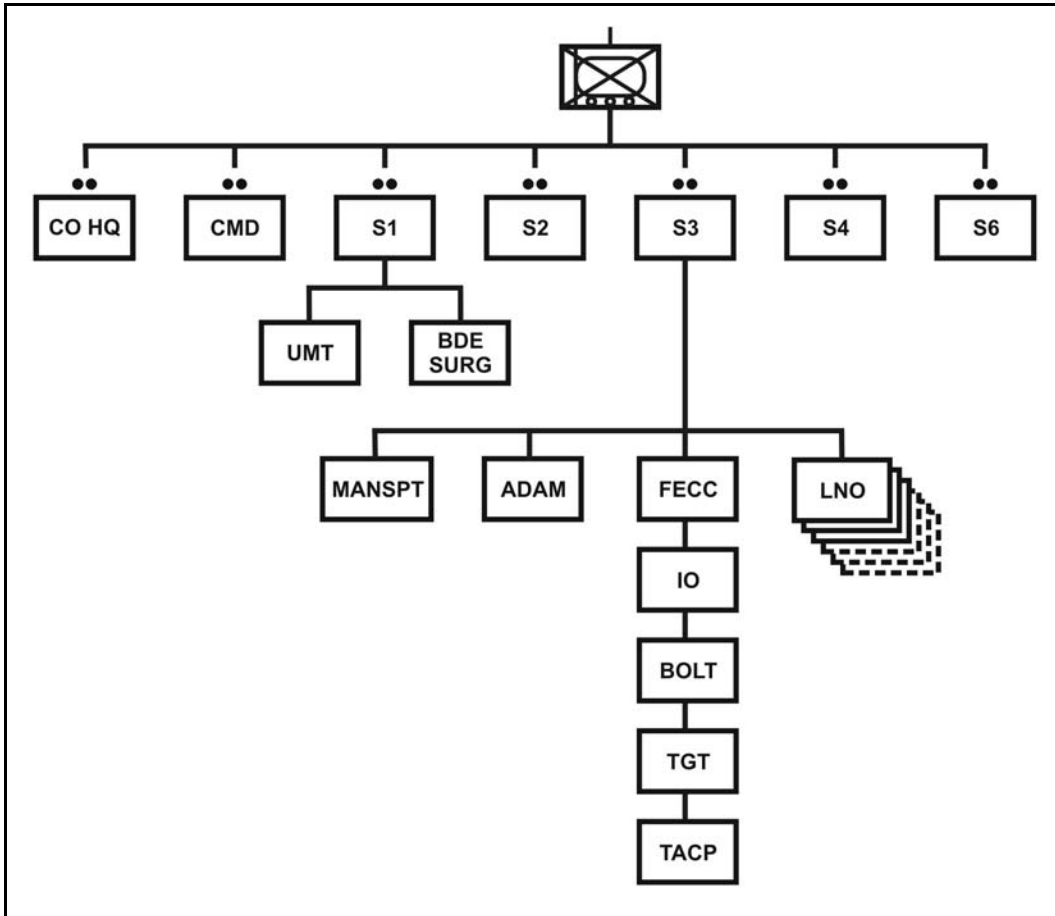 CO HQ
CMD
S1
S2
S3
S4
S6
UMT
BDE
SURG
MANSPT
ADAM
FECC
LNO
IO
BOLT
TGT
TACP